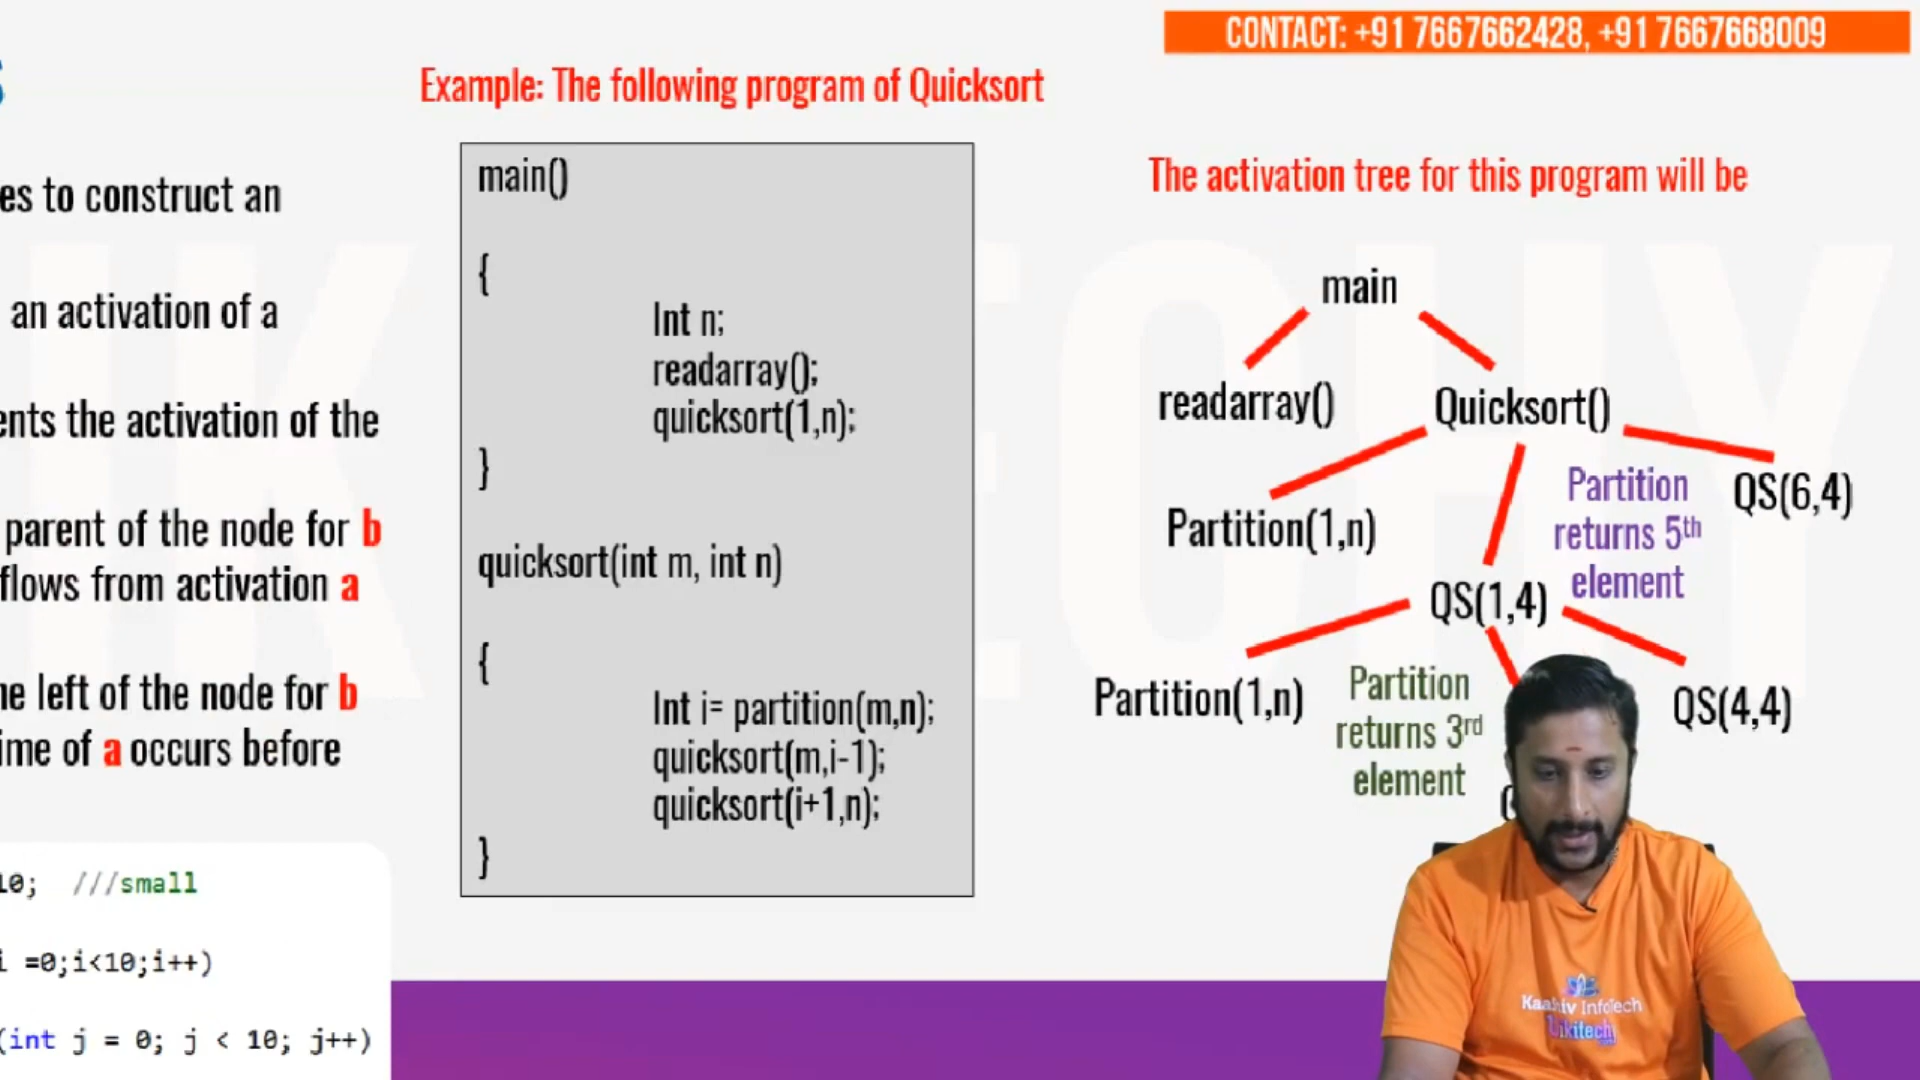 CONTACT: +91 7667662428, +91 7667668009
Example: The following program of Quicksort
es to construct an
an activation of a
ents the activation of the
parent of the node for b
flows from activation a
ne left of the node for b
ime of a occurs before
10; ///small
i =0;i<10;i++)
(int j = 0; j < 10; j++)
main()
{
Int n;
readarray();
quicksort(1,n);
}
quicksort(int m, int n)
{
Int i= partition(m,n);
quicksort(m,i-1);
quicksort(i+1,n);
}
The activation tree for this program will be
main
readarray()
Quicksort()
Partition(1,n)
Partition
returns 5th
element
QS(6,4)
QS(1,4)
Partition(1,n)
Partition
returns 3rd
element
QS(4,4)
Kaashiv InfoTech
Wikitechy